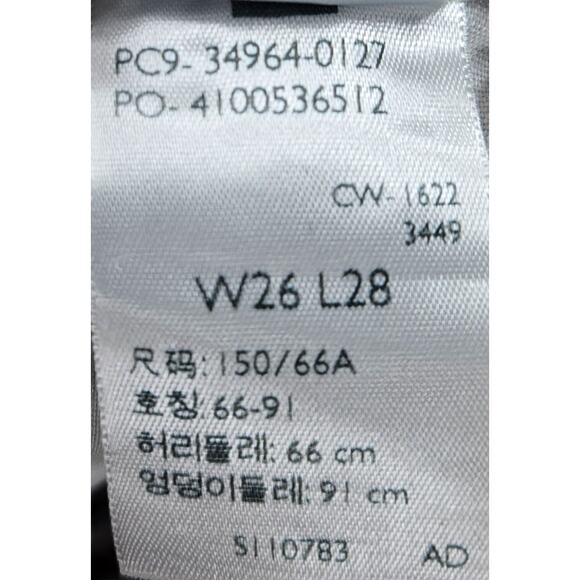 PC9- 34964-0127
PO- 4100536512
CW- 1622
3449
W26 L28
尺码: 150/66A
호칭: 66-91
허리둘레: 66 cm
엉덩이둘레: 91 cm
S110783 AD